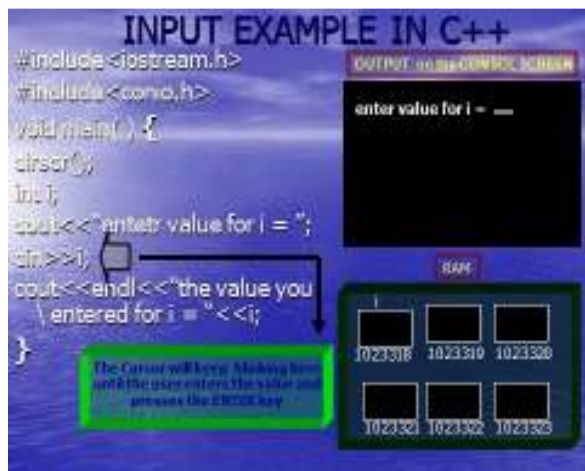 INPUT EXAMPLE IN C++
#include<iostream.h>
#include<conio.h>
void main( ) {
clrscr();
int i;
cout<<"entetr value for i = ";
cin>>i;
cout<<endl<<"the value you
\ entered for i = "<<i;
}
The Cursor will keep blinking here
until the user enters the value and
presses the ENTER key
OUTPUT on the CONSOL SCREEN
enter value for i =
RAM
i
1023318 1023319 1023320
1023321 1023322 1023323